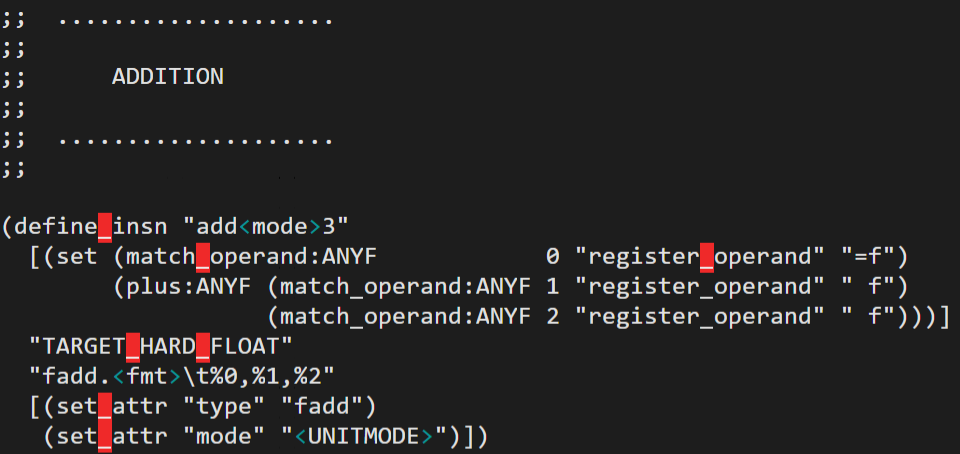 ;;  ....................
;;
;;      ADDITION
;;
;;  ....................
;;

(define_insn "add<mode>3"
  [(set (match_operand:ANYF            0 "register_operand" "=f")
        (plus:ANYF (match_operand:ANYF 1 "register_operand" " f")
                   (match_operand:ANYF 2 "register_operand" " f")))]
  "TARGET_HARD_FLOAT"
  "fadd.<fmt>\t%0,%1,%2"
  [(set_attr "type" "fadd")
   (set_attr "mode" "<UNITMODE>")])